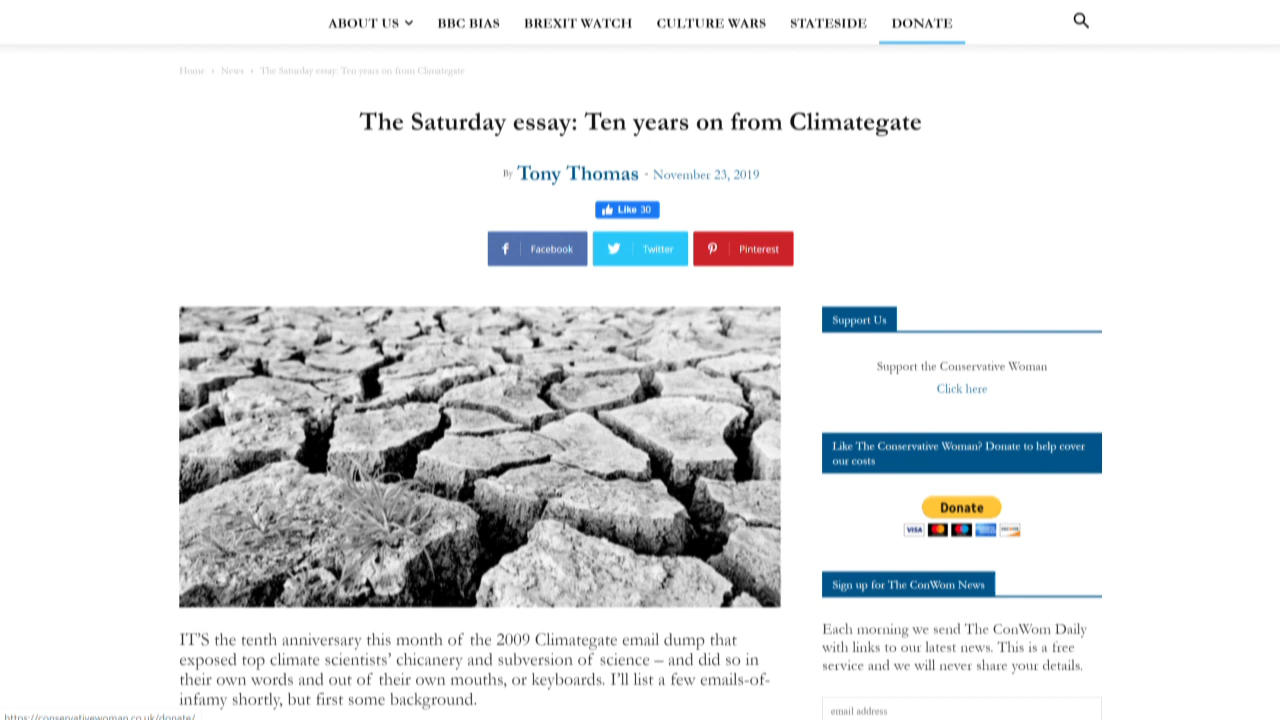 ABOUT US BBC BIAS BREXIT WATCH CULTURE WARS STATESIDE DONATE
Home › News › The Saturday essay: Ten years on from Climategate
The Saturday essay: Ten years on from Climategate
By Tony Thomas - November 23, 2019
Like 30
Facebook Twitter Pinterest
Support Us
Support the Conservative Woman
Click here
Like The Conservative Woman? Donate to help cover
our costs
Donate
VISA
Sign up for The ConWom News
Each morning we send The ConWom Daily
with links to our latest news. This is a free
service and we will never share your details.
email address
IT'S the tenth anniversary this month of the 2009 Climategate email dump that
exposed top climate scientists' chicanery and subversion of science – and did so in
their own words and out of their own mouths, or keyboards. I'll list a few emails-of-
infamy shortly, but first some background.
https://conservativewoman.co.uk/donate/